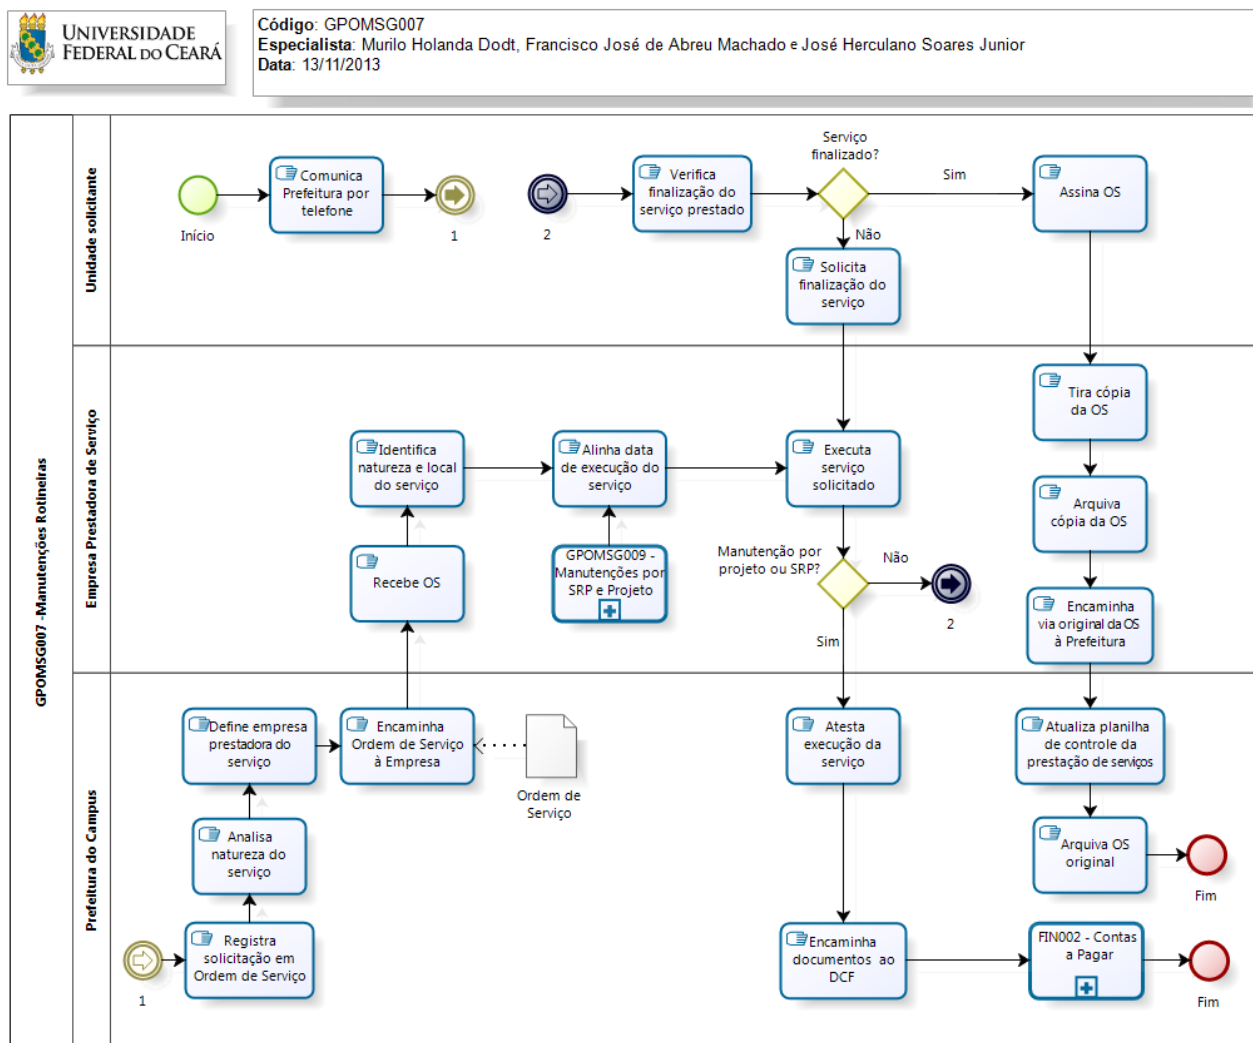 UNIVERSIDADE
FEDERAL DO CEARÁ
Código: GPOMSG007
Especialista: Murilo Holanda Dodt, Francisco José de Abreu Machado e José Herculano Soares Junior
Data: 13/11/2013
GPOMSG007 -Manutenções Rotineiras
Unidade solicitante
Início
Comunica
Prefeitura por
telefone
1
2
Verifica
finalização do
serviço prestado
Serviço
finalizado?
Sim
Não
Assina OS
Solicita
finalização do
serviço
Empresa Prestadora de Serviço
Identifica
natureza e local
do serviço
Alinha data
de execução do
serviço
Executa
serviço
solicitado
Tira cópia
da OS
Arquiva
cópia da OS
Recebe OS
GPOMSG009 -
Manutenções por
SRP e Projeto
Manutenção por
projeto ou SRP?
Não
2
Sim
Encaminha
via original da OS
à Prefeitura
Prefeitura do Campus
Define empresa
prestadora do
serviço
Encaminha
Ordem de Serviço
à Empresa
Ordem de
Serviço
Atesta
execução da
serviço
Atualiza planilha
de controle da
prestação de serviços
Analisa
natureza do
serviço
Arquiva OS
original
Fim
1
Registra
solicitação em
Ordem de Serviço
Encaminha
documentos ao
DCF
FIN002 - Contas
a Pagar
Fim